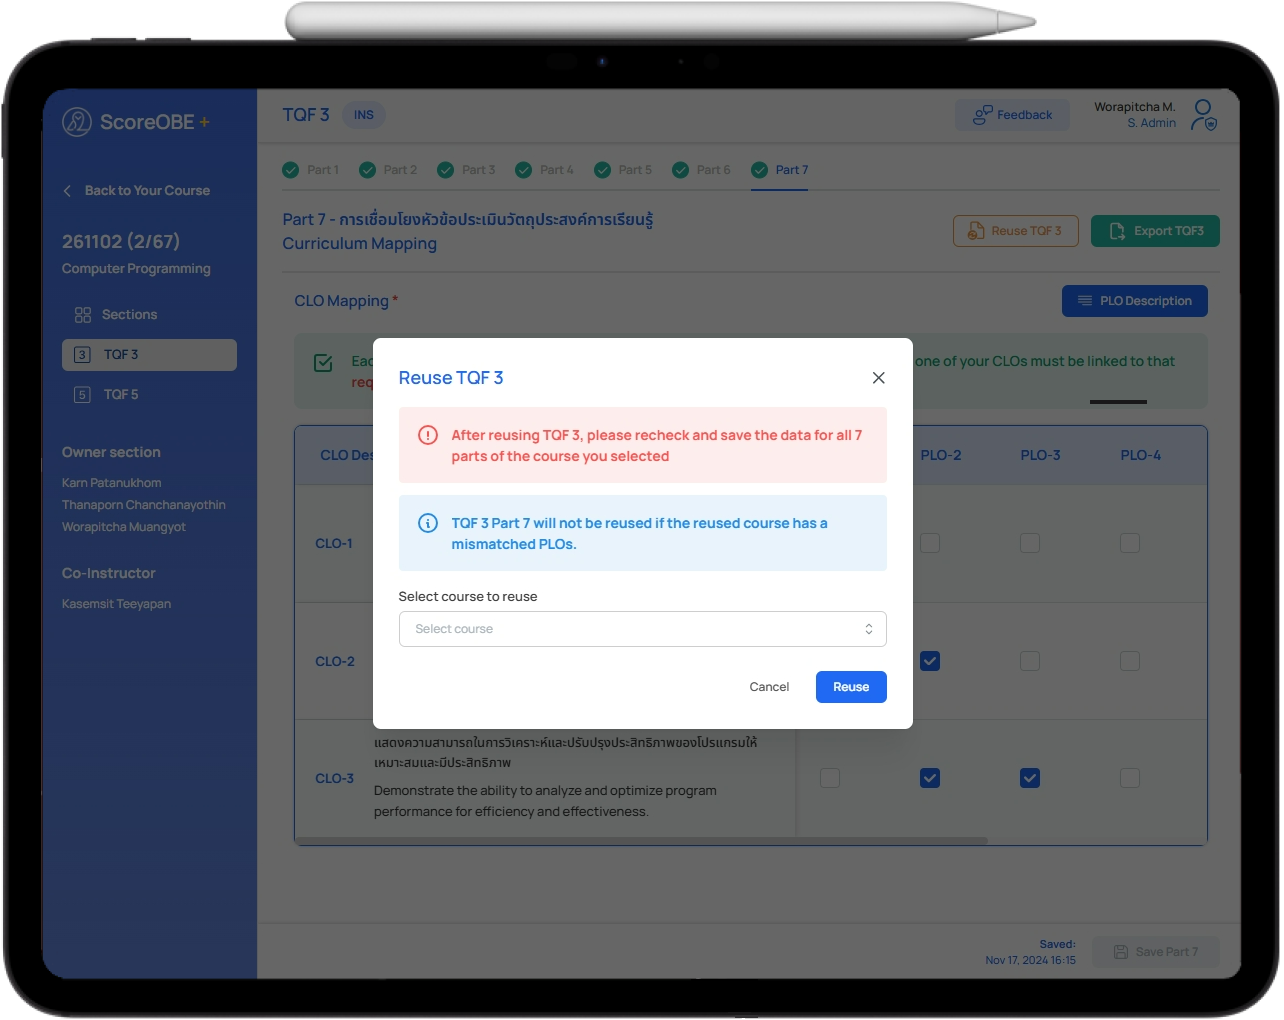 ScoreOBE +
TQF 3
INS
Feedback
Worapitcha M.
S. Admin
Back to Your Course
Part 1
Part 2
Part 3
Part 4
Part 5
Part 6
Part 7
261102 (2/67)
Computer Programming
Sections
3 TQF 3
5 TQF 5
Owner section
Karn Patanukhom
Thanaporn Chanchanayothin
Worapitcha Muangyot
Co-Instructor
Kasemsit Teeyapan
Part 7 - การเชื่อมโยงหัวข้อประเมินวัตถุประสงค์การเรียนรู้
Curriculum Mapping
Reuse TQF 3
Export TQF3
CLO Mapping *
PLO Description
one of your CLOs must be linked to that
PLO-2
PLO-3
PLO-4
CLO-1
CLO-2
CLO-3
แสดงความสามารถในการวิเคราะห์และปรับปรุงประสิทธิภาพของโปรแกรมให้
เหมาะสมและมีประสิทธิภาพ
Demonstrate the ability to analyze and optimize program
performance for efficiency and effectiveness.
Reuse TQF 3
After reusing TQF 3, please recheck and save the data for all 7
parts of the course you selected
TQF 3 Part 7 will not be reused if the reused course has a
mismatched PLOs.
Select course to reuse
Select course
Cancel
Reuse
Saved:
Nov 17, 2024 16:15
Save Part 7